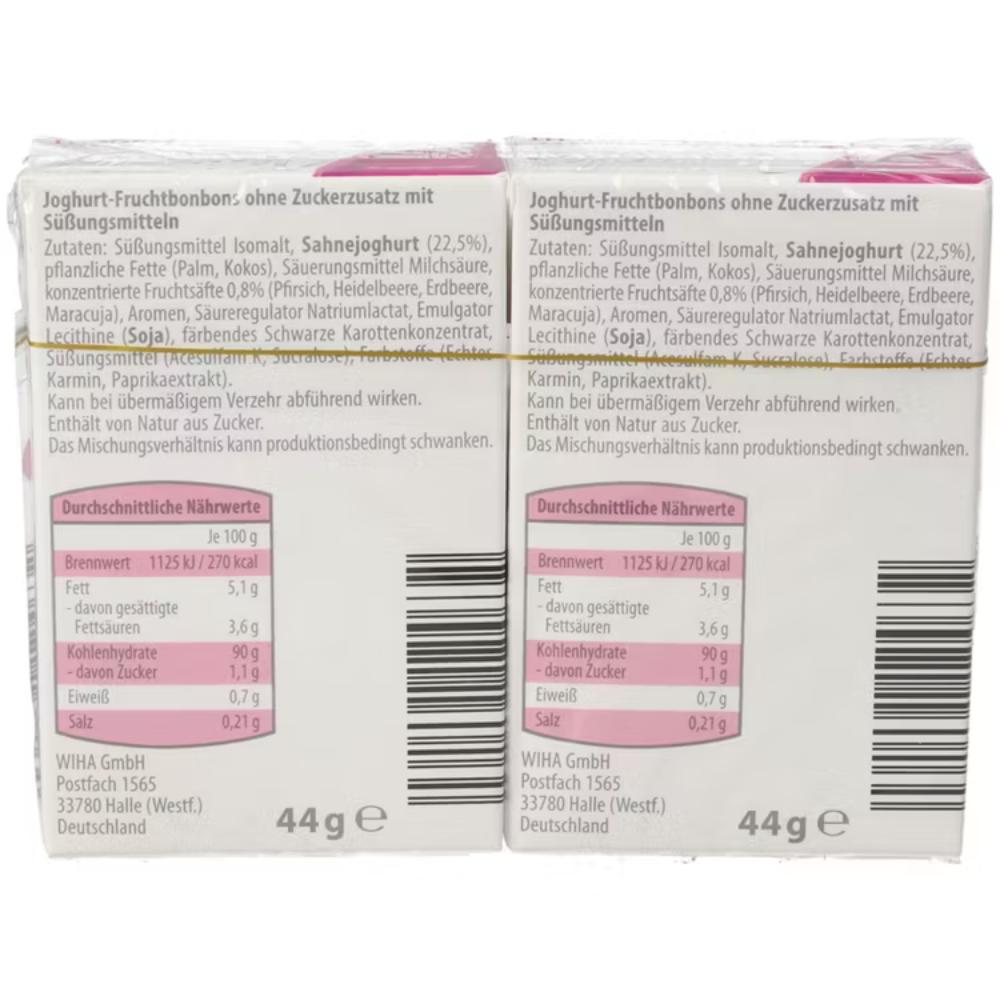 Joghurt-Fruchtbonbons ohne Zuckerzusatz mit
Süßungsmitteln
Zutaten: Süßungsmittel Isomalt, Sahnejoghurt (22,5%),
pflanzliche Fette (Palm, Kokos), Säuerungsmittel Milchsäure,
konzentrierte Fruchtsäfte 0,8% (Pfirsich, Heidelbeere, Erdbeere,
Maracuja), Aromen, Säureregulator Natriumlactat, Emulgator
Lecithine (Soja), färbendes Schwarze Karottenkonzentrat,
Süßungsmittel (Acesulfam K, Sucralose), Farbstoffe (Echtes
Karmin, Paprikaextrakt).
Kann bei übermäßigem Verzehr abführend wirken.
Enthält von Natur aus Zucker.
Das Mischungsverhältnis kann produktionsbedingt schwanken.
Durchschnittliche Nährwerte
Je 100 g
Brennwert 1125 kJ / 270 kcal
Fett 5,1 g
- davon gesättigte
Fettsäuren 3,6 g
Kohlenhydrate 90 g
- davon Zucker 1,1 g
Eiweiß 0,7 g
Salz 0,21 g
WIHA GmbH
Postfach 1565
33780 Halle (Westf.)
Deutschland
44 g ℮
Joghurt-Fruchtbonbons ohne Zuckerzusatz mit
Süßungsmitteln
Zutaten: Süßungsmittel Isomalt, Sahnejoghurt (22,5%),
pflanzliche Fette (Palm, Kokos), Säuerungsmittel Milchsäure,
konzentrierte Fruchtsäfte 0,8% (Pfirsich, Heidelbeere, Erdbeere,
Maracuja), Aromen, Säureregulator Natriumlactat, Emulgator
Lecithine (Soja), färbendes Schwarze Karottenkonzentrat,
Süßungsmittel (Acesulfam K, Sucralose), Farbstoffe (Echtes
Karmin, Paprikaextrakt).
Kann bei übermäßigem Verzehr abführend wirken.
Enthält von Natur aus Zucker.
Das Mischungsverhältnis kann produktionsbedingt schwanken.
Durchschnittliche Nährwerte
Je 100 g
Brennwert 1125 kJ / 270 kcal
Fett 5,1 g
- davon gesättigte
Fettsäuren 3,6 g
Kohlenhydrate 90 g
- davon Zucker 1,1 g
Eiweiß 0,7 g
Salz 0,21 g
WIHA GmbH
Postfach 1565
33780 Halle (Westf.)
Deutschland
44 g ℮